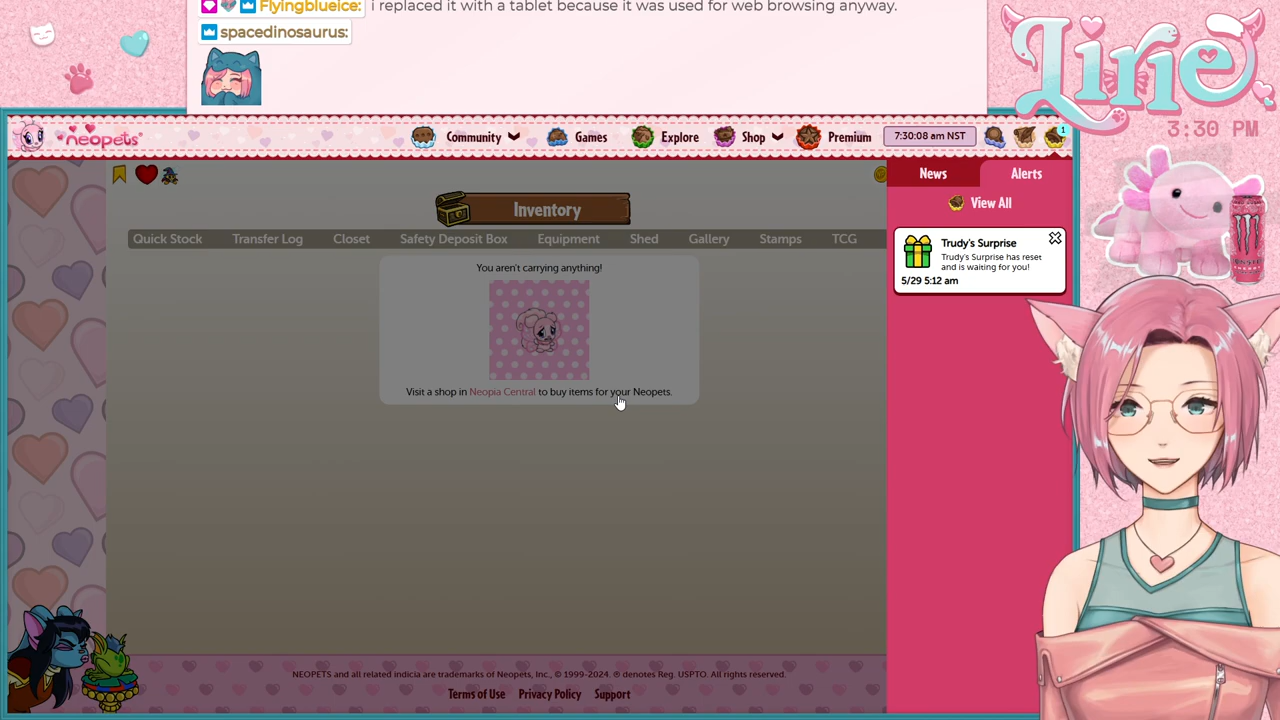 Flyingblueice: i replaced it with a tablet because it was used for web browsing anyway.
spacedinosaurus:
Lirie
3:30 PM
neopets
Community
Games
Explore
Shop
Premium
7:30:08 am NST
1
News
Alerts
View All
Trudy's Surprise
Trudy's Surprise has reset
and is waiting for you!
5/29 5:12 am
Inventory
Quick Stock
Transfer Log
Closet
Safety Deposit Box
Equipment
Shed
Gallery
Stamps
TCG
You aren't carrying anything!
Visit a shop in Neopia Central to buy items for your Neopets.
NEOPETS and all related indicia are trademarks of Neopets, Inc., © 1999-2024. ® denotes Reg. USPTO. All rights reserved.
Terms of Use Privacy Policy Support